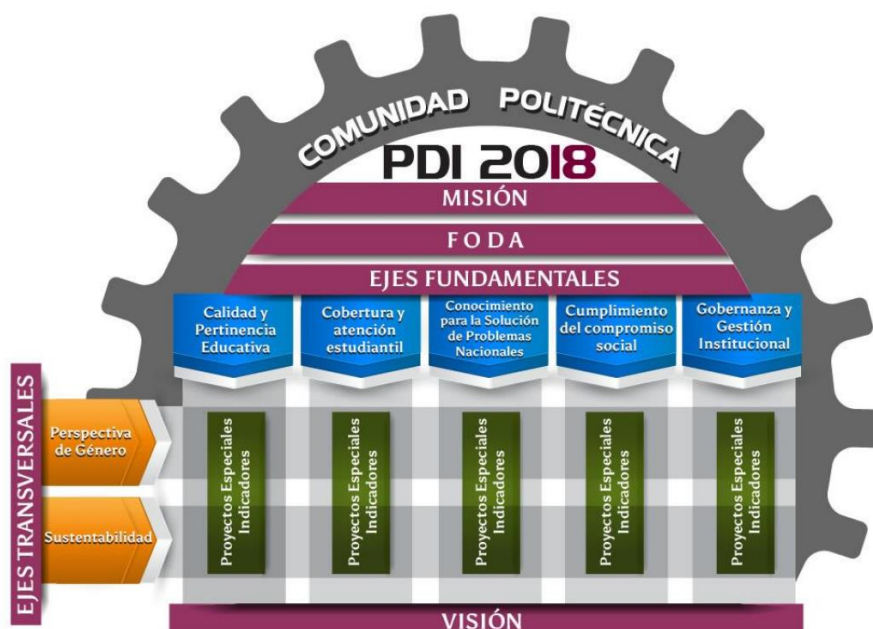 COMUNIDAD POLITÉCNICA
PDI 2018
MISIÓN
FODA
EJES FUNDAMENTALES
Calidad y
Pertinencia
Educativa
Cobertura y
atención
estudiantil
Conocimiento
para la Solución
de Problemas
Nacionales
Cumplimiento
del compromiso
social
Gobernanza y
Gestión
Institucional
EJES TRANSVERSALES
Perspectiva
de Género
Sustentabilidad
Proyectos Especiales
Indicadores
Proyectos Especiales
Indicadores
Proyectos Especiales
Indicadores
Proyectos Especiales
Indicadores
Proyectos Especiales
Indicadores
VISIÓN